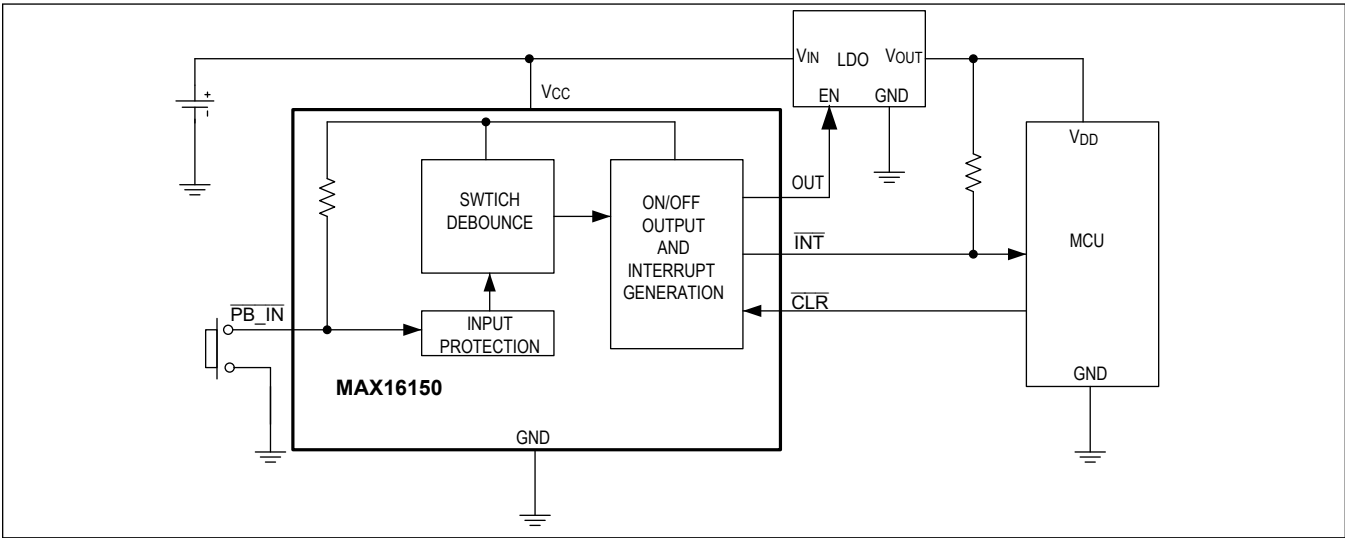 VIN LDO VOUT
EN GND
VCC
+
-
VDD
OUT
SWTICH
DEBOUNCE
ON/OFF
OUTPUT
AND
INTERRUPT
GENERATION
INT
MCU
CLR
PB_IN
INPUT
PROTECTION
MAX16150
GND
GND